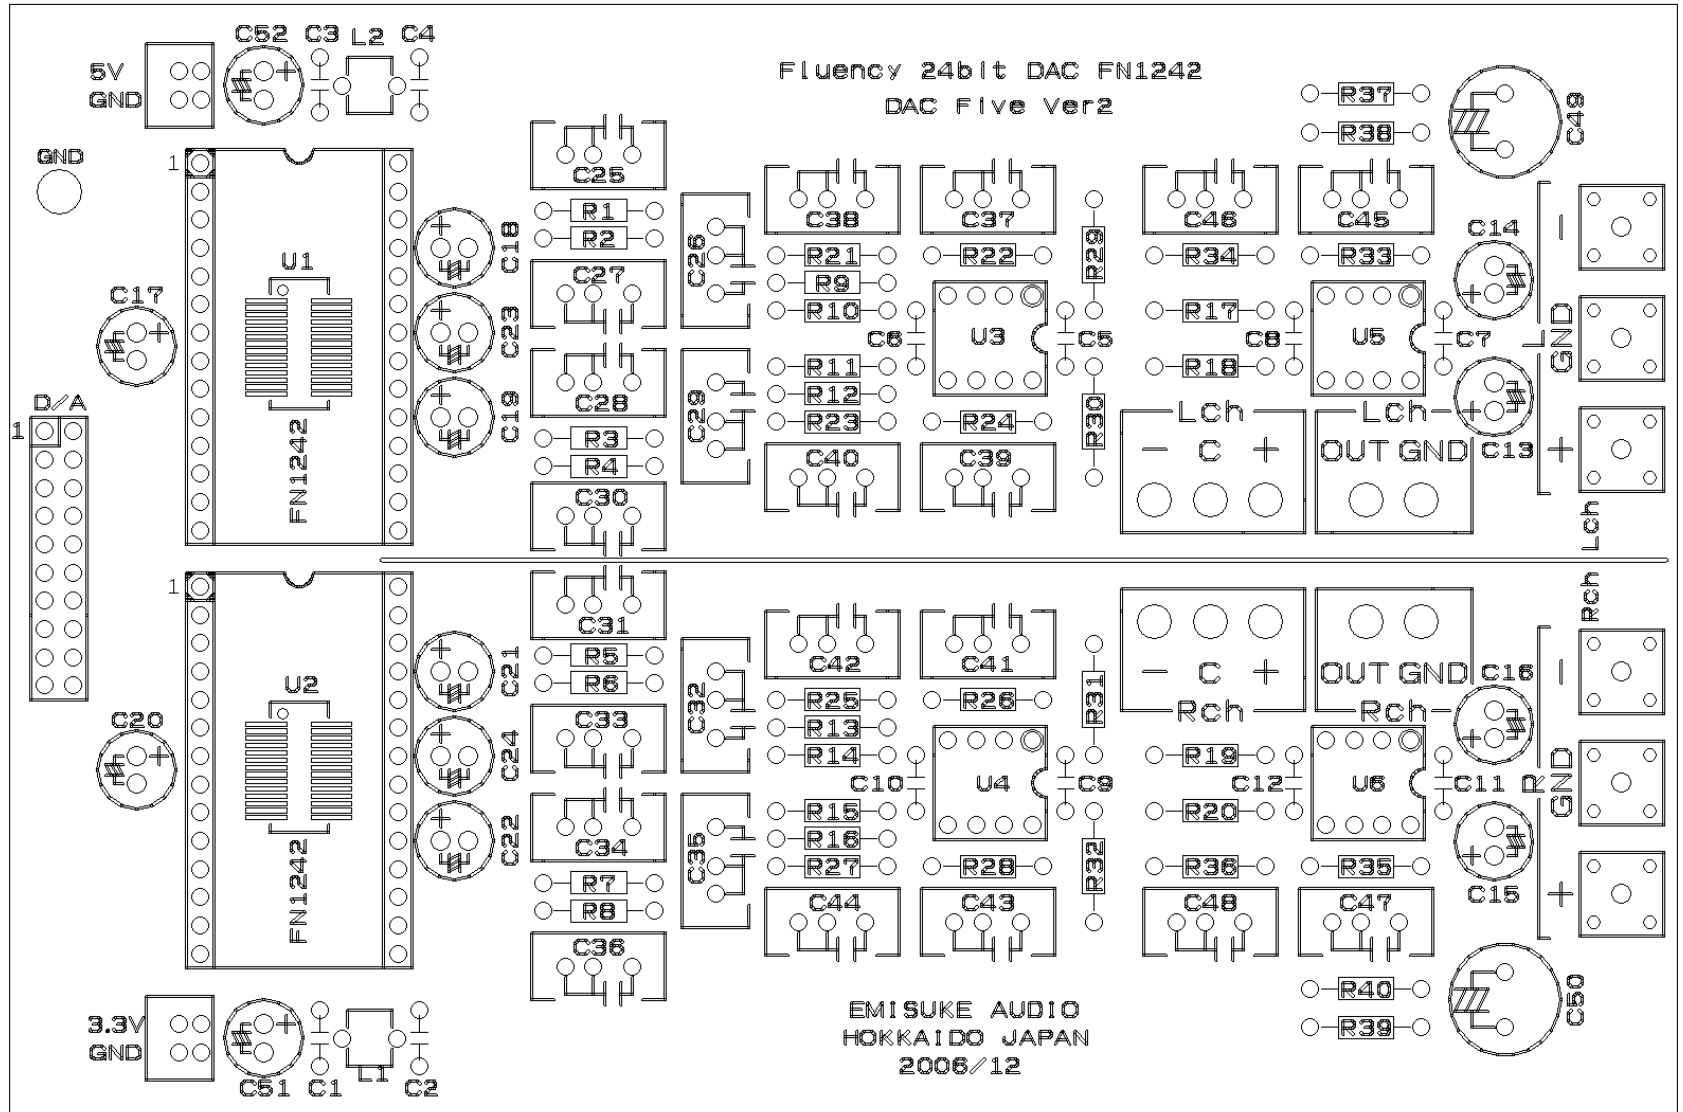 C52 C3 L2 C4
5V
GND
Fluency 24bit DAC FN1242
DAC Five Ver2
R37
R38
C49
GND
1
C25
R1
R2
C18
C26
C38
C37
R29
C46
C45
C14
−
U1
C27
R21
R22
R34
R33
C17
R9
R10
R17
C23
C6
U3
C5
C8
U5
C7
L
GND
R11
R18
C28
R12
D/A
1
C19
C29
R23
R24
R30
Lch
Lch
FN1242
R3
R4
C40
C39
− C +
OUT GND
C13
+
C30
Lch
1
C31
Rch
R5
R6
C21
C32
C42
C41
R31
− C +
OUT GND
C16
−
U2
R25
R26
Rch
Rch
C20
C33
R13
R14
R19
C24
C10
U4
C9
C12
U6
C11
R
GND
R15
R20
C34
R16
C22
C35
R27
R28
R32
R36
R35
C15
+
FN1242
R7
R8
C44
C43
C48
C47
C36
R40
R39
C50
3.3V
GND
C51 C1 L1 C2
EMISUKE AUDIO
HOKKAIDO JAPAN
2006/12